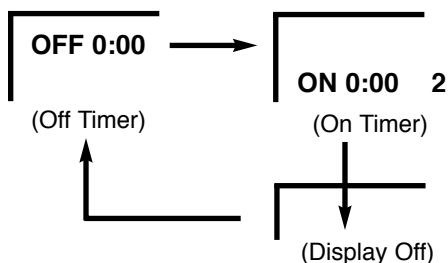 OFF 0:00
ON 0:00 2
(Off Timer)
(On Timer)
(Display Off)